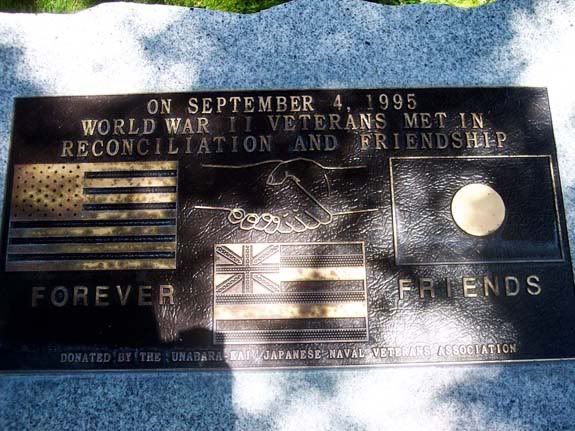 ON SEPTEMBER 4, 1995
WORLD WAR II VETERANS MET IN
RECONCILIATION AND FRIENDSHIP
FOREVER FRIENDS
DONATED BY THE UNABARA-KAI, JAPANESE NAVAL VETERANS ASSOCIATION